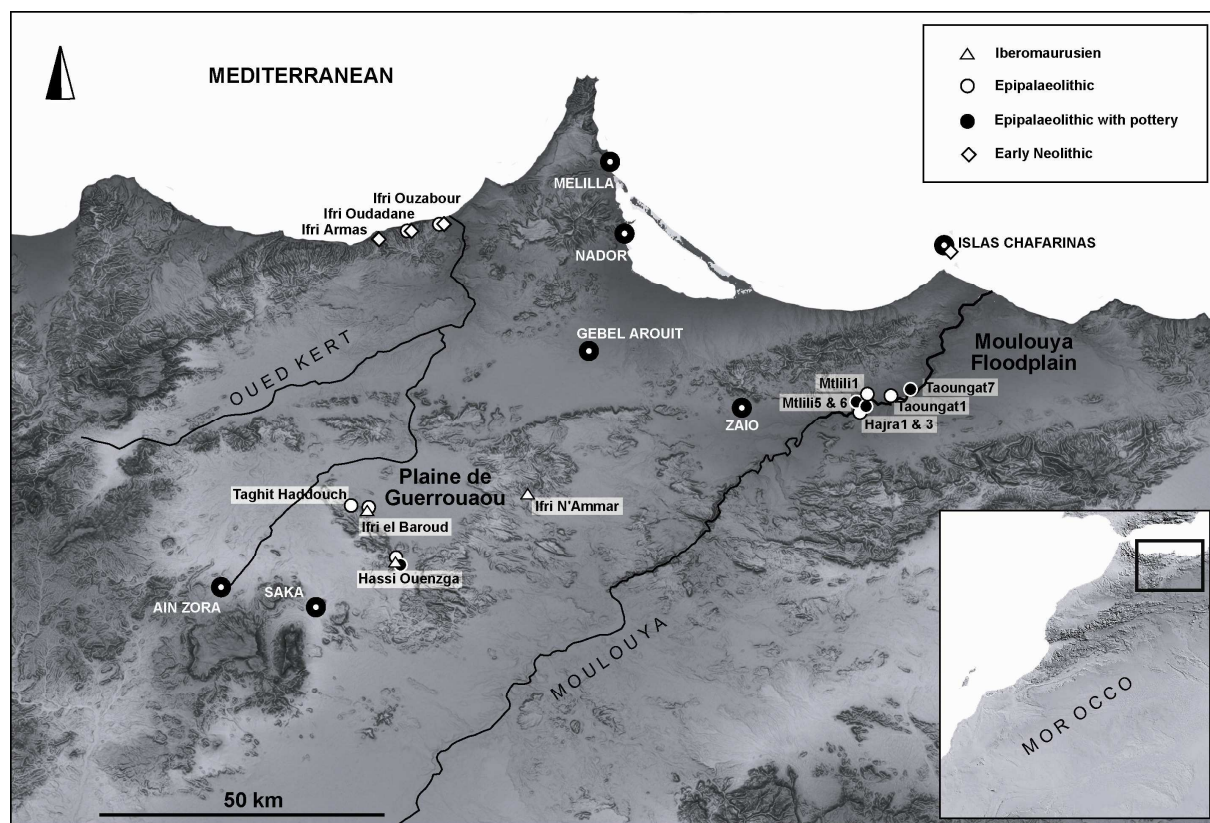 MEDITERRANEAN
Iberomaurusien
Epipalaeolithic
Epipalaeolithic with pottery
Early Neolithic
MELILLA
Ifri Ouzabour
Ifri Oudadane
Ifri Armas
NADOR
ISLAS CHAFARINAS
GEBEL AROUIT
OUED KERT
Moulouya
Floodplain
Mtlili1
Taoungat7
Mtlili5 & 6
Taoungat1
Hajra1 & 3
ZAIO
Plaine de
Guerrouaou
Taghit Haddouch
Ifri N'Ammar
Ifri el Baroud
Hassi Ouenzga
AIN ZORA
SAKA
MOULOUYA
MOROCCO
50 km